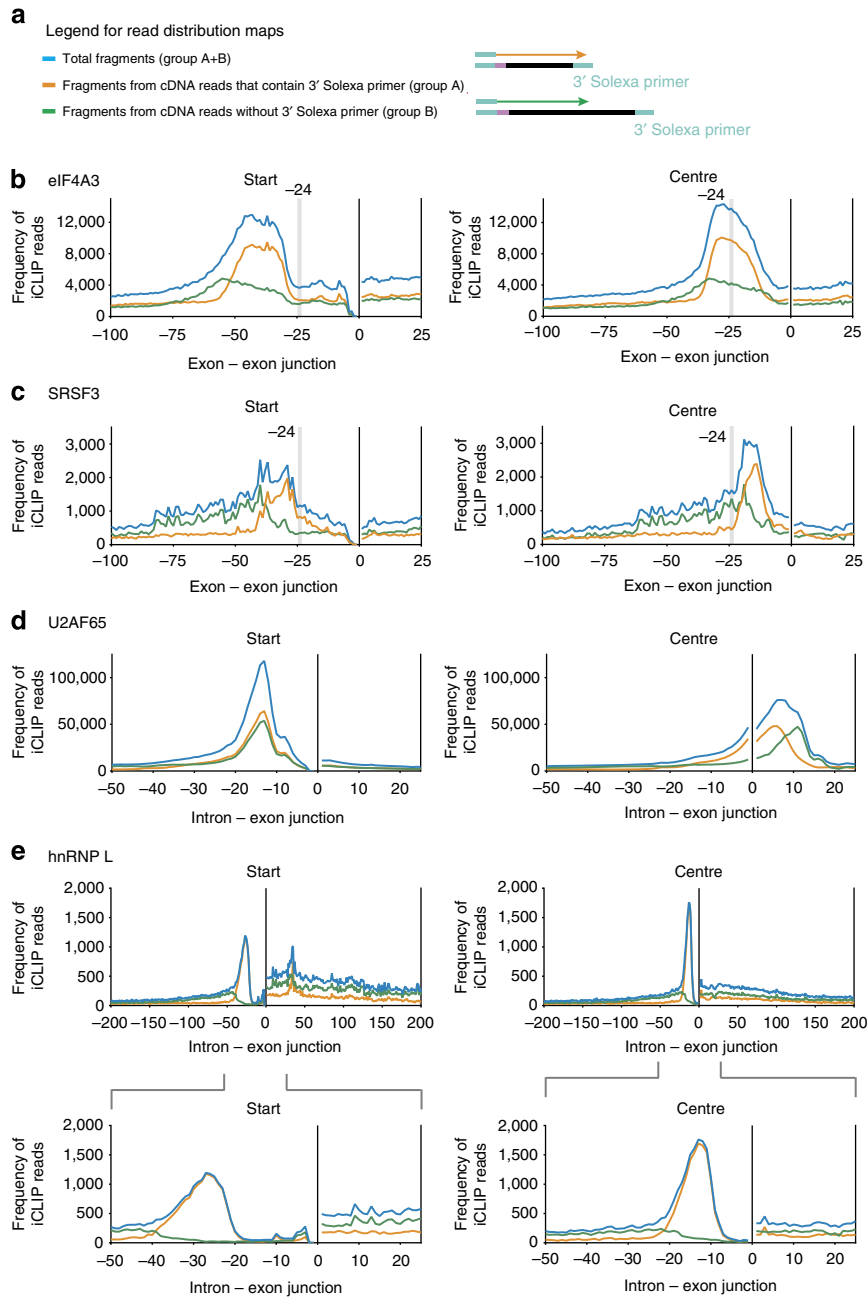 a
Legend for read distribution maps
Total fragments (group A+B)
Fragments from cDNA reads that contain 3′ Solexa primer (group A)
Fragments from cDNA reads without 3′ Solexa primer (group B)
3′ Solexa primer
3′ Solexa primer
b
eIF4A3
Start
−24
Frequency of
iCLIP reads
12,000
8,000
4,000
0
−100 −75 −50 −25 0 25
Exon – exon junction
Centre
−24
Frequency of
iCLIP reads
12,000
8,000
4,000
0
−100 −75 −50 −25 0 25
Exon – exon junction
c
SRSF3
Start
−24
Frequency of
iCLIP reads
3,000
2,000
1,000
0
−100 −75 −50 −25 0 25
Exon – exon junction
Centre
−24
Frequency of
iCLIP reads
3,000
2,000
1,000
0
−100 −75 −50 −25 0 25
Exon – exon junction
d
U2AF65
Start
Frequency of
iCLIP reads
100,000
50,000
0
−50 −40 −30 −20 −10 0 10 20
Intron – exon junction
Centre
Frequency of
iCLIP reads
100,000
50,000
0
−50 −40 −30 −20 −10 0 10 20
Intron – exon junction
e
hnRNP L
Start
Frequency of
iCLIP reads
2,000
1,500
1,000
500
0
−200 −150 −100 −50 0 50 100 150 200
Intron – exon junction
Centre
Frequency of
iCLIP reads
2,000
1,500
1,000
500
0
−200 −150 −100 −50 0 50 100 150 200
Intron – exon junction
Start
Frequency of
iCLIP reads
2,000
1,500
1,000
500
0
−50 −40 −30 −20 −10 0 10 20
Intron – exon junction
Centre
Frequency of
iCLIP reads
2,000
1,500
1,000
500
0
−50 −40 −30 −20 −10 0 10 20
Intron – exon junction